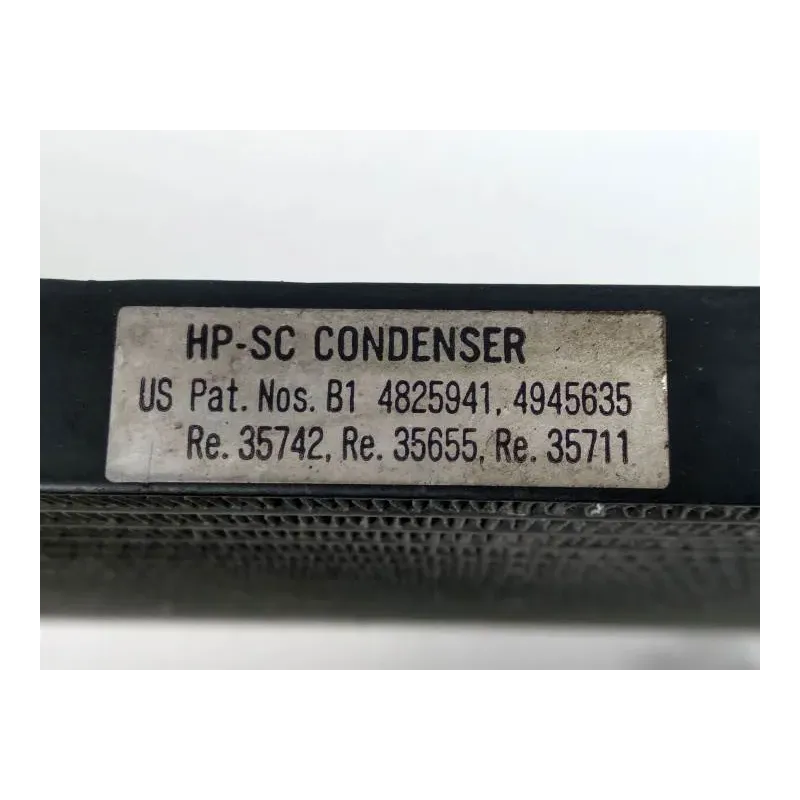 HP-SC CONDENSER
US Pat. Nos. B1 4825941, 4945635
Re. 35742, Re. 35655, Re. 35711